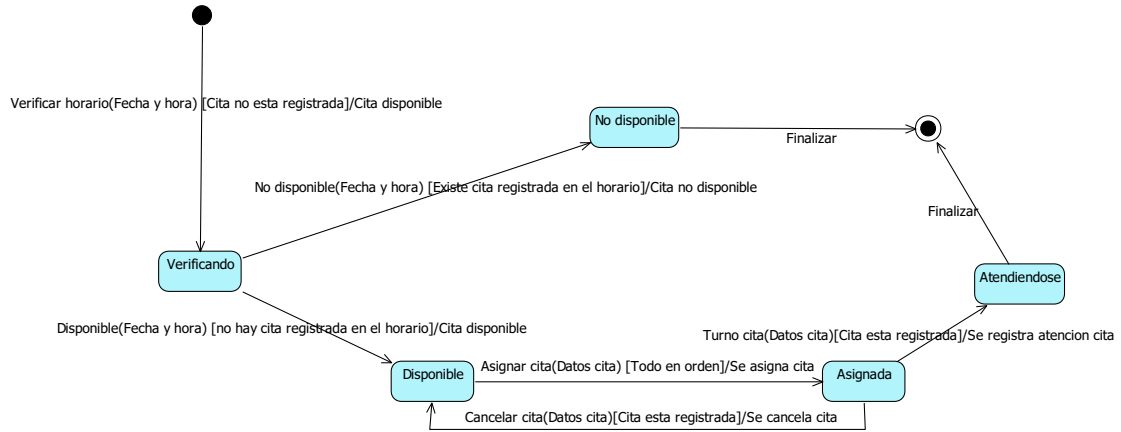 Verificar horario(Fecha y hora) [Cita no esta registrada]/Cita disponible
No disponible
Finalizar
No disponible(Fecha y hora) [Existe cita registrada en el horario]/Cita no disponible
Finalizar
Verificando
Atendiendose
Disponible(Fecha y hora) [no hay cita registrada en el horario]/Cita disponible
Turno cita(Datos cita)[Cita esta registrada]/Se registra atencion cita
Disponible
Asignar cita(Datos cita) [Todo en orden]/Se asigna cita
Asignada
Cancelar cita(Datos cita)[Cita esta registrada]/Se cancela cita